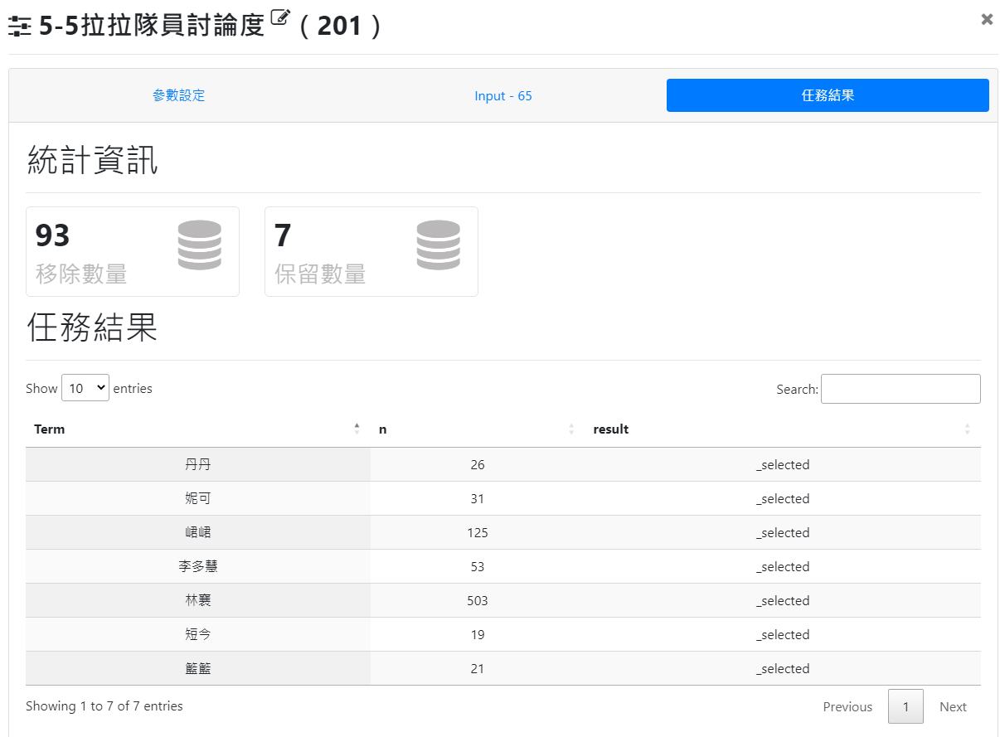 5-5拉拉隊員討論度 ( 201 )
參數設定 Input - 65 任務結果
統計資訊
93 7
移除數量 保留數量
任務結果
Show 10 entries Search:
Term n result
丹丹 26 _selected
妮可 31 _selected
峮峮 125 _selected
李多慧 53 _selected
林襄 503 _selected
短今 19 _selected
籃籃 21 _selected
Showing 1 to 7 of 7 entries Previous 1 Next